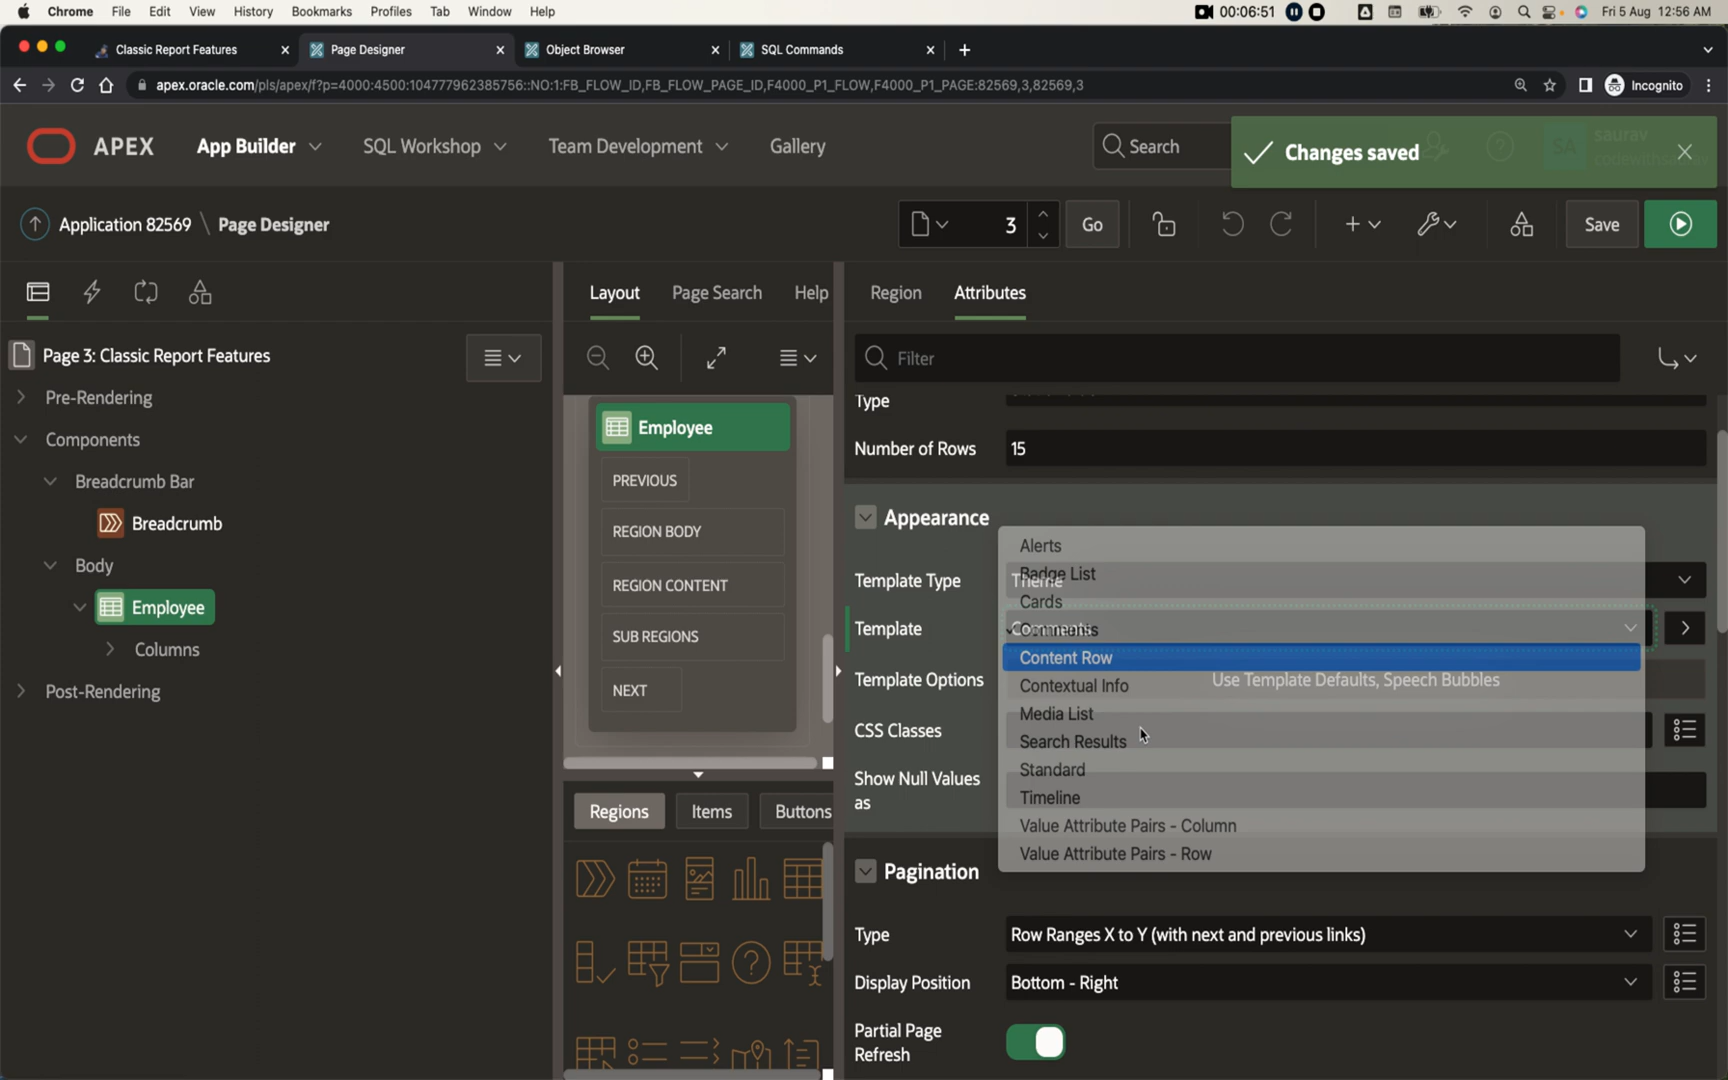 Chrome File Edit View History Bookmarks Profiles Tab Window Help 00:06:51 Fri 5 Aug 12:56 AM
Classic Report Features Page Designer Object Browser SQL Commands
apex.oracle.com/pls/apex/f?p=4000:4500:104777962385756::NO:1:FB_FLOW_ID,FB_FLOW_PAGE_ID,F4000_P1_FLOW,F4000_P1_PAGE:82569,3,82569,3 Incognito
APEX App Builder SQL Workshop Team Development Gallery Search Changes saved
saurav
Application 82569 \ Page Designer 3 Go Save
Layout Page Search Help Region Attributes
Page 3: Classic Report Features
Pre-Rendering
Components
Breadcrumb Bar
Breadcrumb
Body
Employee
Columns
Post-Rendering
Employee
PREVIOUS
REGION BODY
REGION CONTENT
SUB REGIONS
NEXT
Regions Items Buttons
Filter
Type
Number of Rows 15
Appearance
Template Type Theme
Template Comments
Template Options Use Template Defaults, Speech Bubbles
CSS Classes
Show Null Values
as
Alerts
Badge List
Cards
Comments
Content Row
Contextual Info
Media List
Search Results
Standard
Timeline
Value Attribute Pairs - Column
Value Attribute Pairs - Row
Pagination
Type Row Ranges X to Y (with next and previous links)
Display Position Bottom - Right
Partial Page
Refresh